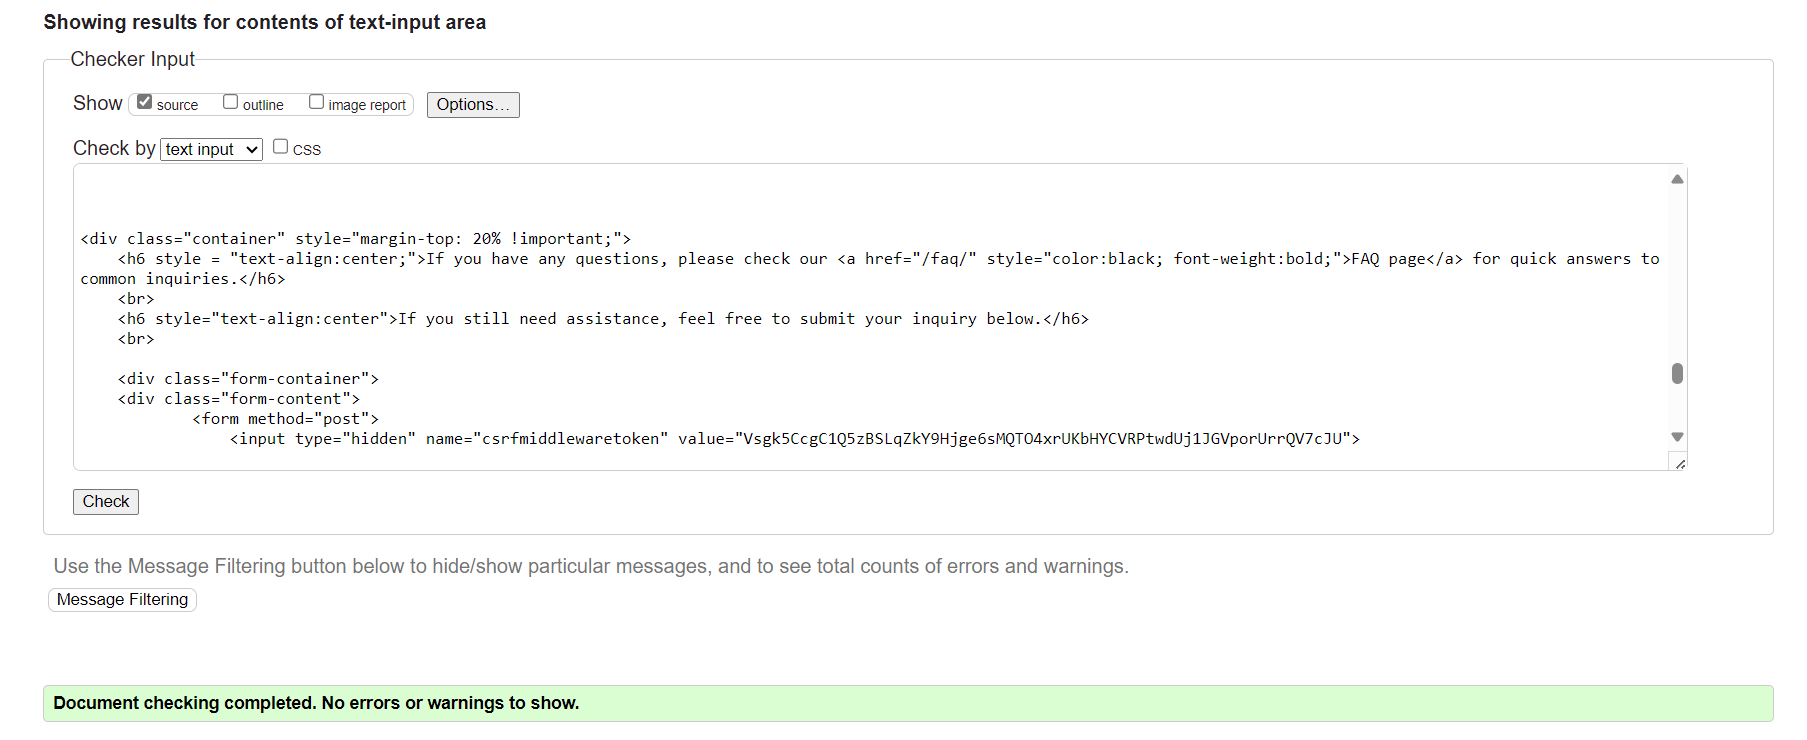 Showing results for contents of text-input area
Checker Input
Show source outline image report Options...
Check by text input CSS
<div class="container" style="margin-top: 20% !important;">
<h6 style = "text-align:center;">If you have any questions, please check our <a href="/faq/" style="color:black; font-weight:bold;">FAQ page</a> for quick answers to
common inquiries.</h6>
<br>
<h6 style="text-align:center">If you still need assistance, feel free to submit your inquiry below.</h6>
<br>
<div class="form-container">
<div class="form-content">
<form method="post">
<input type="hidden" name="csrfmiddlewaretoken" value="Vsgk5CcgC1Q5zBSLqZkY9Hjge6sMQTO4xrUKbHYCVRPtwdUj1JGVporUrrQV7cJU">
Check
Use the Message Filtering button below to hide/show particular messages, and to see total counts of errors and warnings.
Message Filtering
Document checking completed. No errors or warnings to show.